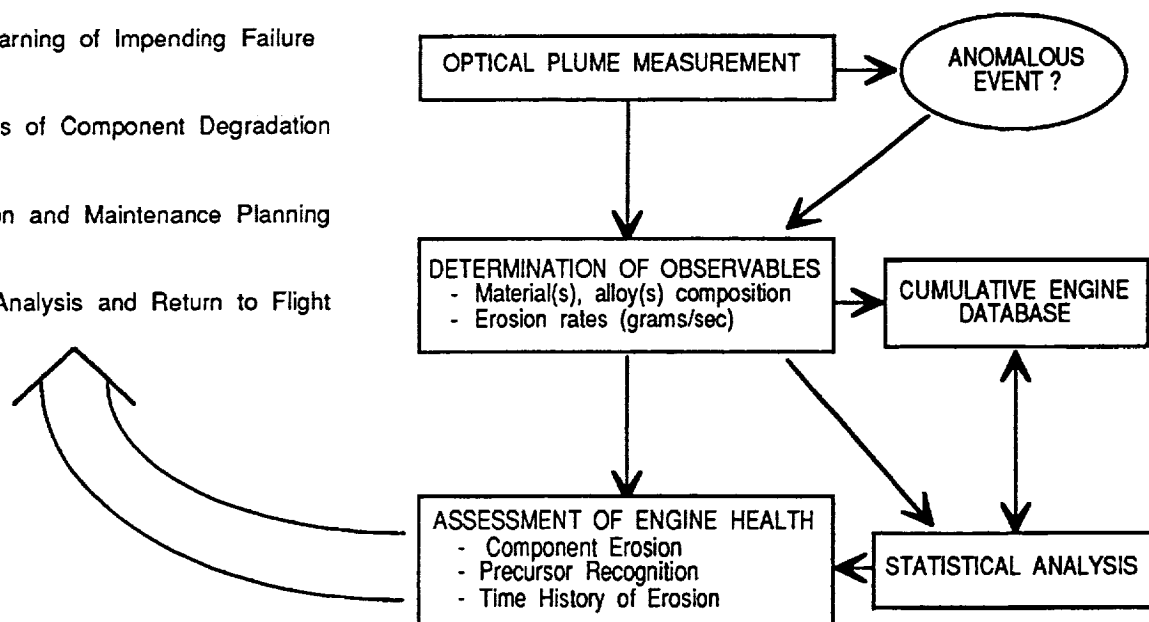 arning of Impending Failure
s of Component Degradation
n and Maintenance Planning
Analysis and Return to Flight
OPTICAL PLUME MEASUREMENT
ANOMALOUS
EVENT ?
DETERMINATION OF OBSERVABLES
- Material(s), alloy(s) composition
- Erosion rates (grams/sec)
CUMULATIVE ENGINE
DATABASE
ASSESSMENT OF ENGINE HEALTH
- Component Erosion
- Precursor Recognition
- Time History of Erosion
STATISTICAL ANALYSIS